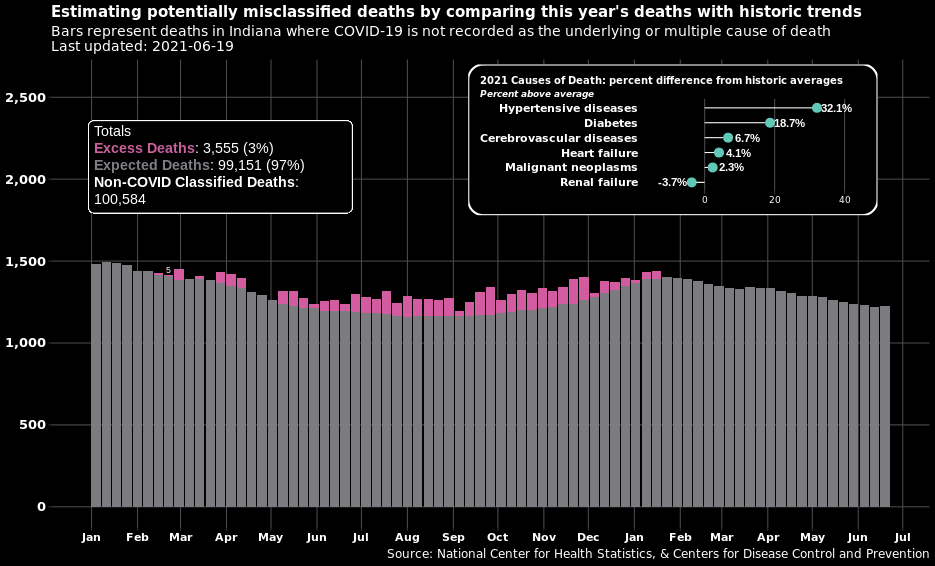 Estimating potentially misclassified deaths by comparing this year's deaths with historic trends
Bars represent deaths in Indiana where COVID-19 is not recorded as the underlying or multiple cause of death
Last updated: 2021-06-19
2021 Causes of Death: percent difference from historic averages
Percent above average
Hypertensive diseases 32.1%
Diabetes 18.7%
Cerebrovascular diseases 6.7%
Heart failure 4.1%
Malignant neoplasms 2.3%
Renal failure -3.7%
0 20 40
Totals
Excess Deaths: 3,555 (3%)
Expected Deaths: 99,151 (97%)
Non-COVID Classified Deaths:
100,584
2,500
2,000
1,500
1,000
500
0
5
Jan Feb Mar Apr May Jun Jul Aug Sep Oct Nov Dec Jan Feb Mar Apr May Jun Jul
Source: National Center for Health Statistics, & Centers for Disease Control and Prevention